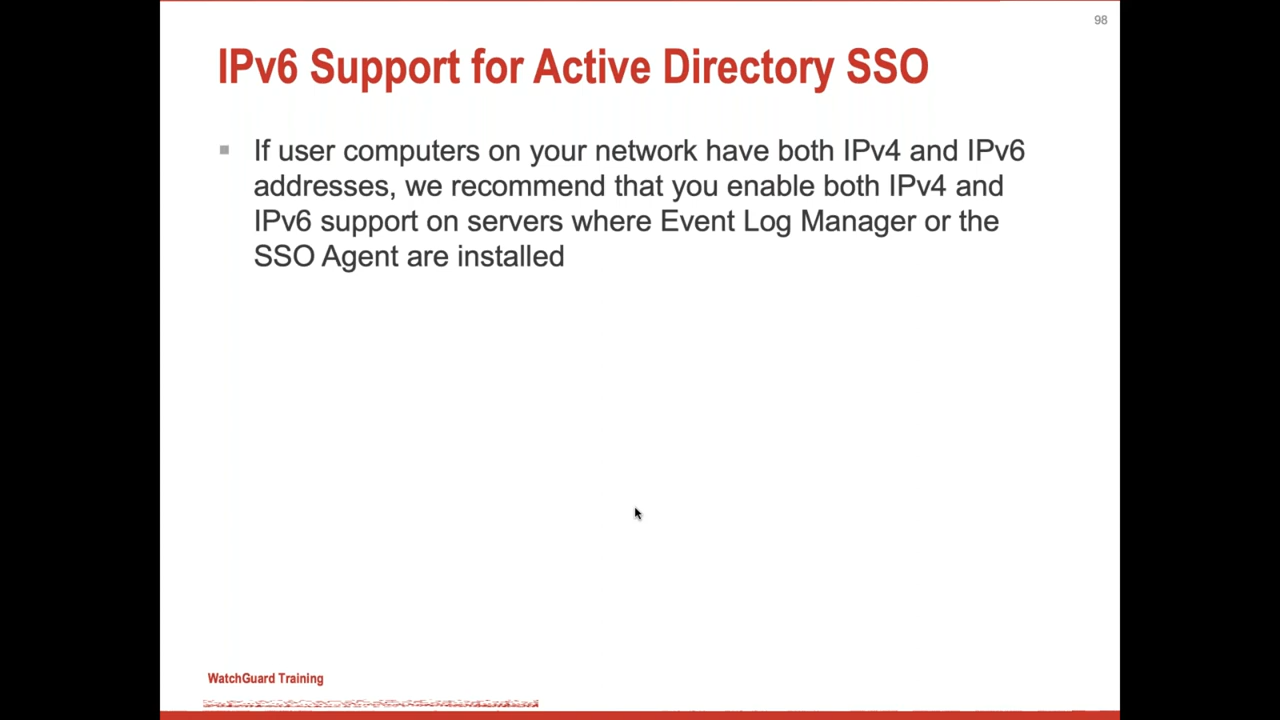 98
IPv6 Support for Active Directory SSO
If user computers on your network have both IPv4 and IPv6
addresses, we recommend that you enable both IPv4 and
IPv6 support on servers where Event Log Manager or the
SSO Agent are installed
WatchGuard Training